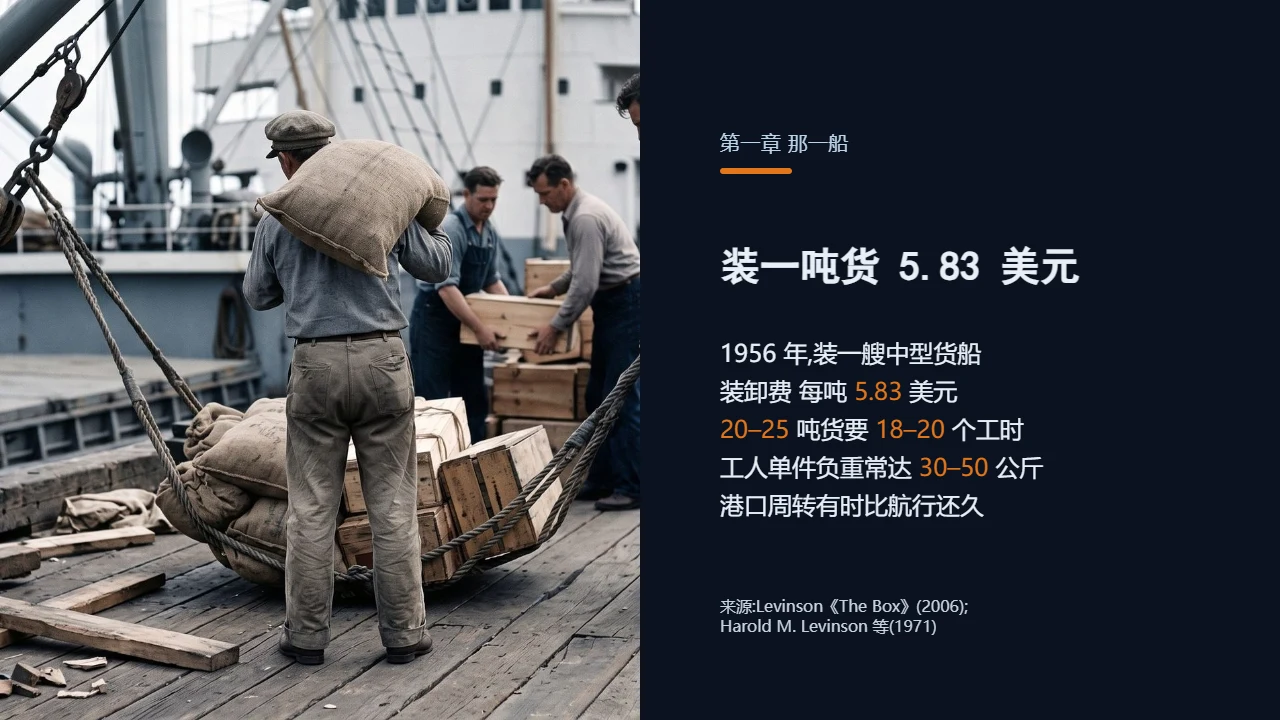 第一章 那一船
装一吨货 5.83 美元
1956 年,装一艘中型货船
装卸费 每吨 5.83 美元
20–25 吨货要 18–20 个工时
工人单件负重常达 30–50 公斤
港口周转有时比航行还久
来源:Levinson《The Box》(2006);
Harold M. Levinson 等(1971)